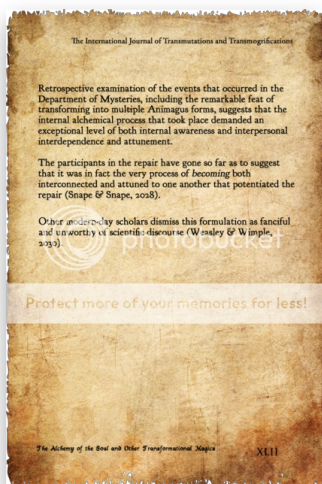 The International Journal of Transmutations and Transmogrifications
Retrospective examination of the events that occurred in the
Department of Mysteries, including the remarkable feat of
transforming into multiple Animagus forms, suggests that the
internal alchemical process that took place demanded an
exceptional level of both internal awareness and interpersonal
interdependence and attunement.
The participants in the repair have gone so far as to suggest
that it was in fact the very process of becoming both
interconnected and attuned to one another that potentiated the
repair (Snape & Snape, 2028).
Other modern-day scholars dismiss this formulation as fanciful
and unworthy of scientific discourse (Weasley & Wimple,
2030).
photobucket
Protect more of your memories for less!
The Alchemy of the Soul and Other Transformational Magics
XLII